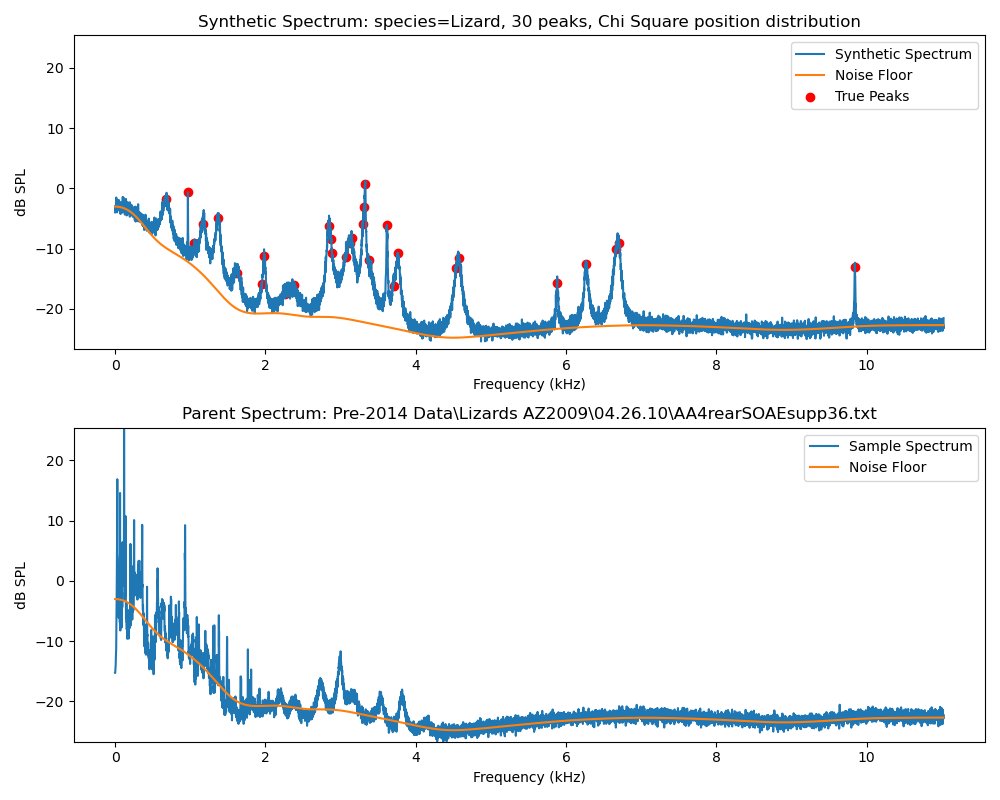 Synthetic Spectrum: species=Lizard, 30 peaks, Chi Square position distribution
dB SPL
20
10
0
−10
−20
Synthetic Spectrum
Noise Floor
True Peaks
0 2 4 6 8 10
Frequency (kHz)
Parent Spectrum: Pre-2014 Data\Lizards AZ2009\04.26.10\AA4rearSOAEsupp36.txt
dB SPL
20
10
0
−10
−20
Sample Spectrum
Noise Floor
0 2 4 6 8 10
Frequency (kHz)